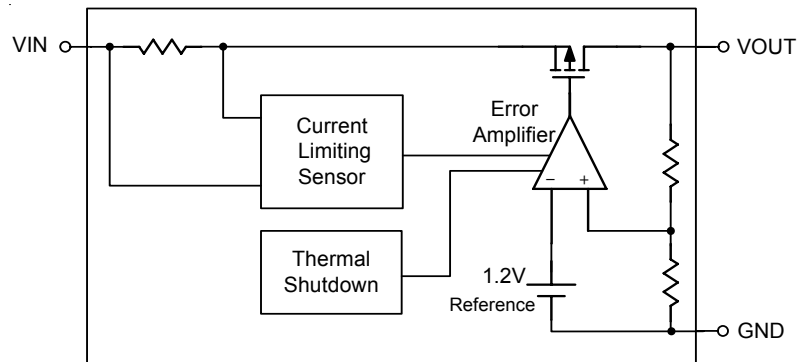 VIN
VOUT
Error
Amplifier
Current
Limiting
Sensor
− +
Thermal
Shutdown
1.2V
Reference
GND